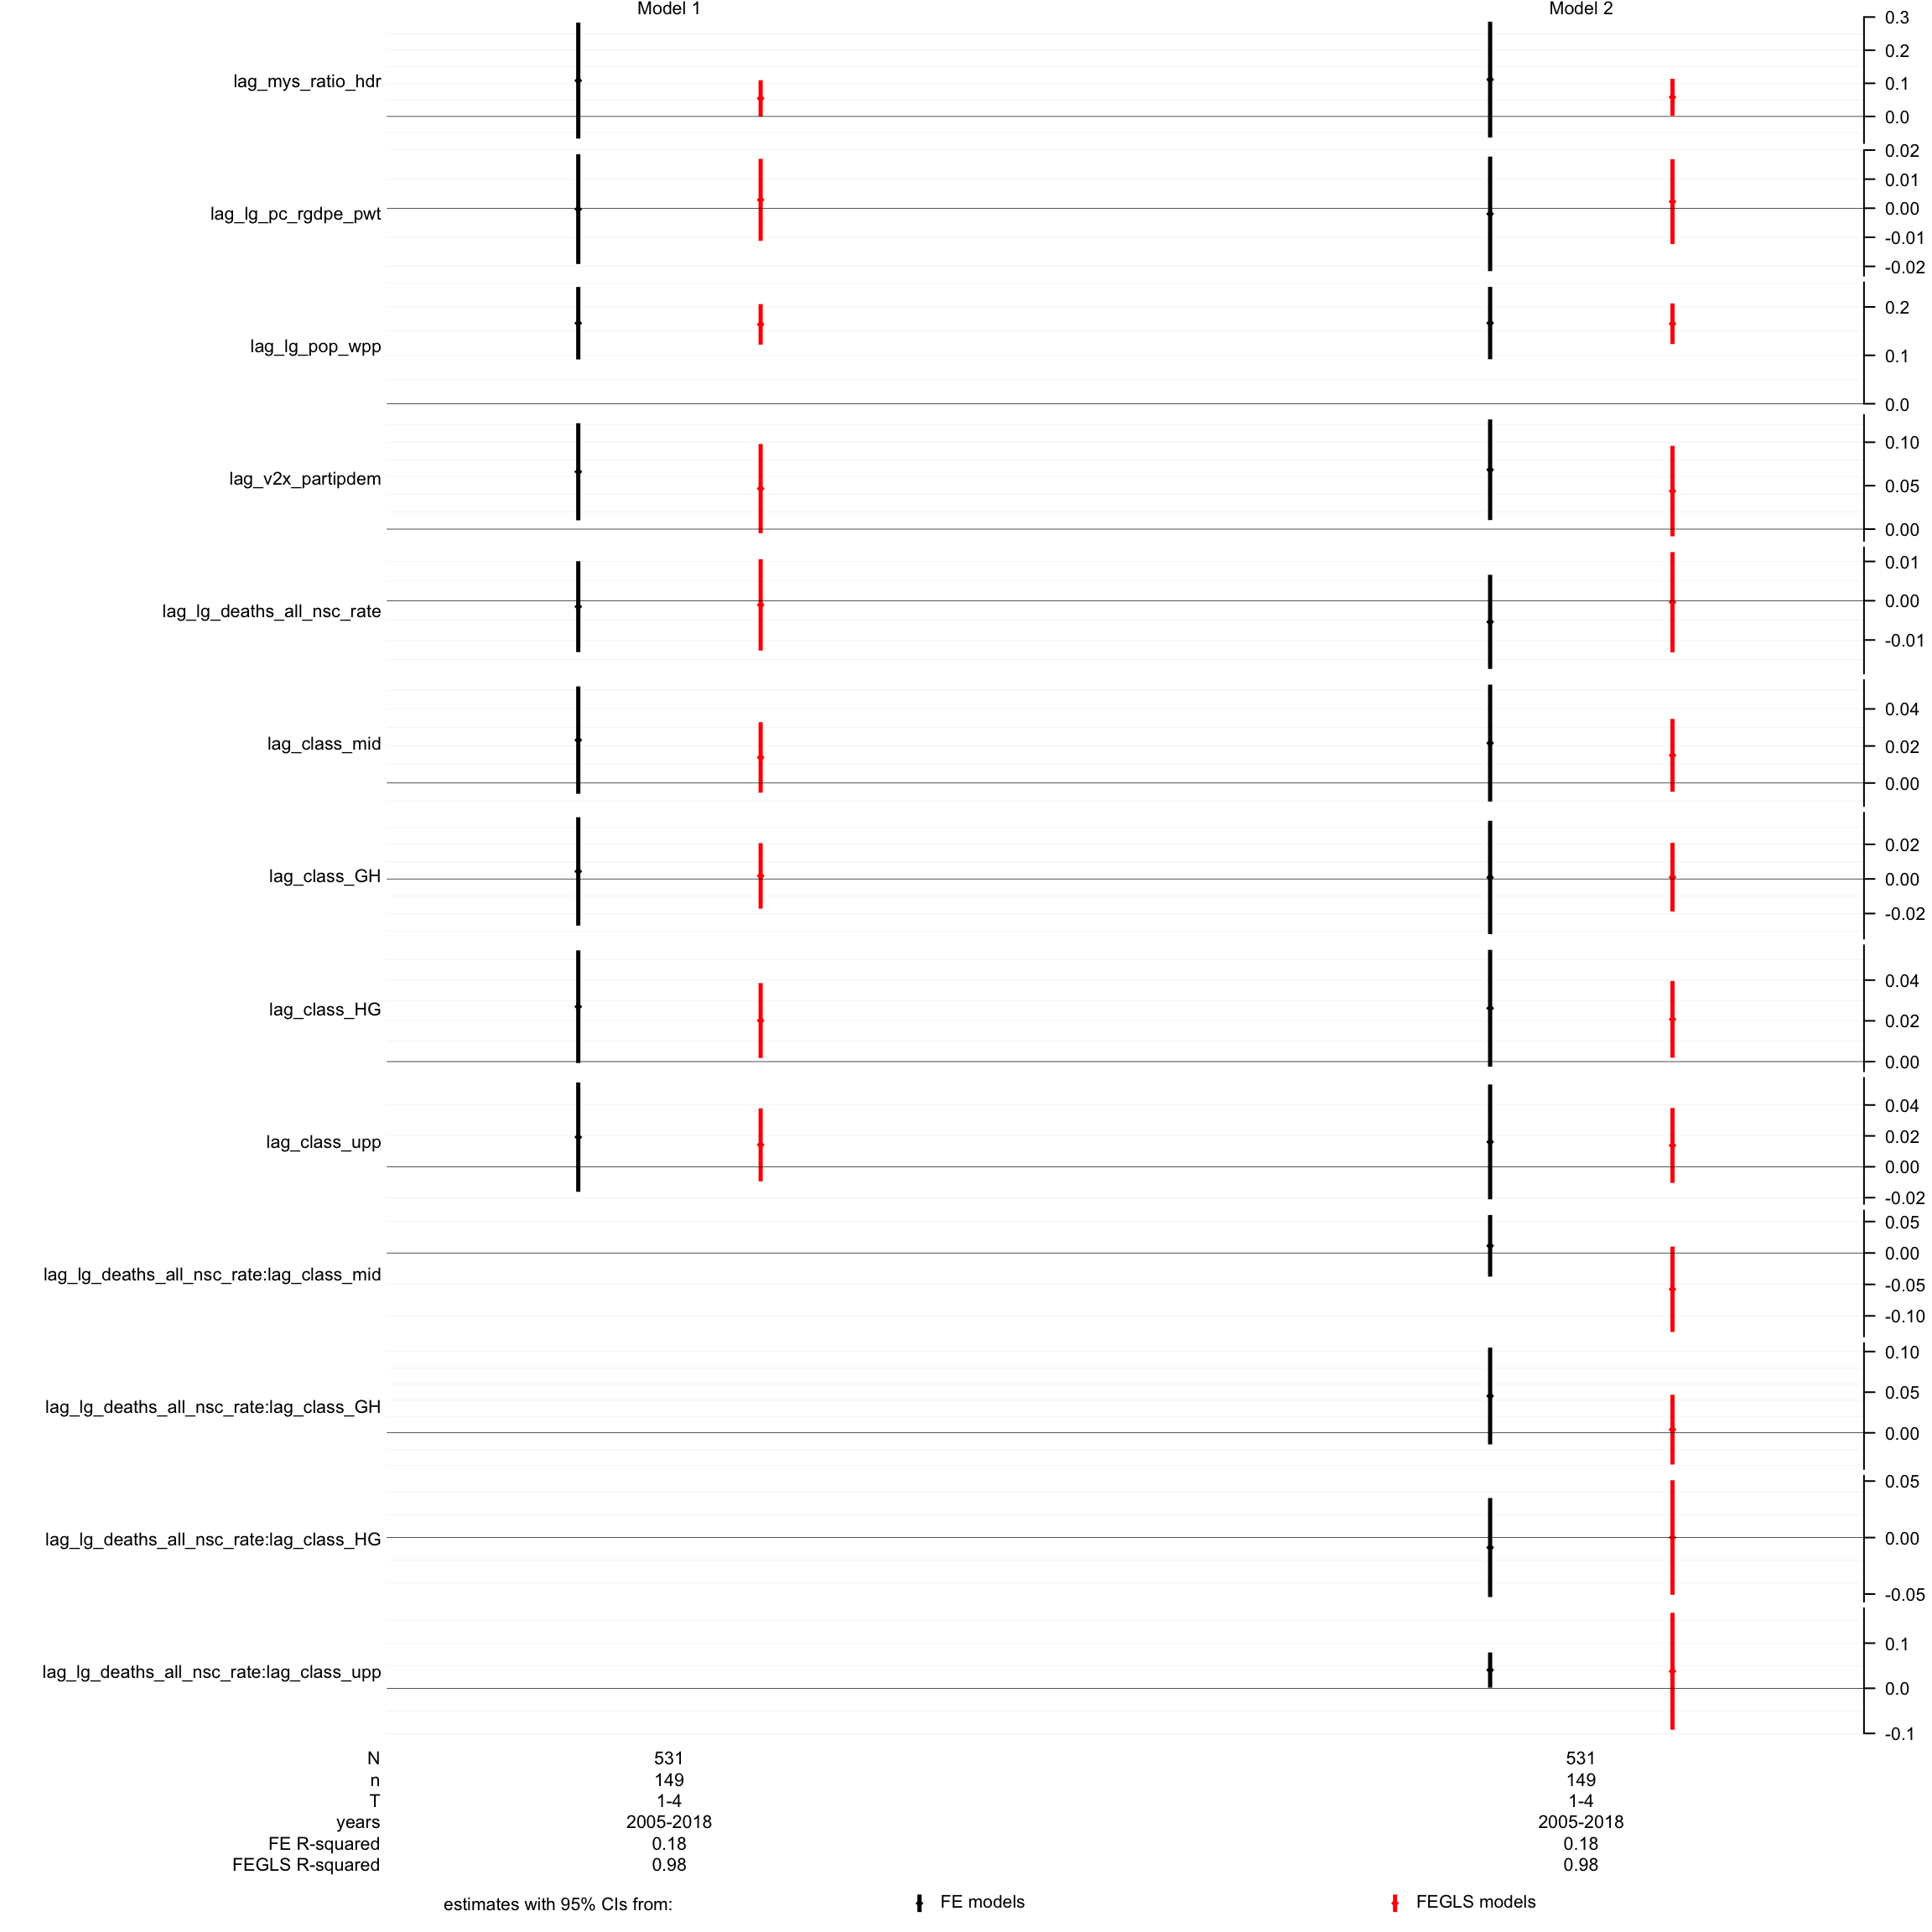 Model 1 Model 2
0.3
0.2
lag_mys_ratio_hdr
0.1
0.0
0.02
0.01
lag_lg_pc_rgdpe_pwt
0.00
-0.01
-0.02
0.2
lag_lg_pop_wpp
0.1
0.0
0.10
lag_v2x_partipdem
0.05
0.00
0.01
0.00
lag_lg_deaths_all_nsc_rate
-0.01
0.04
lag_class_mid
0.02
0.00
0.02
lag_class_GH
0.00
-0.02
0.04
lag_class_HG
0.02
0.00
0.04
0.02
lag_class_upp
0.00
-0.02
0.05
0.00
lag_lg_deaths_all_nsc_rate:lag_class_mid
-0.05
-0.10
0.10
0.05
lag_lg_deaths_all_nsc_rate:lag_class_GH
0.00
0.05
lag_lg_deaths_all_nsc_rate:lag_class_HG
0.00
-0.05
0.1
lag_lg_deaths_all_nsc_rate:lag_class_upp
0.0
-0.1
N 531 531
n 149 149
T 1-4 1-4
years 2005-2018 2005-2018
FE R-squared 0.18 0.18
FEGLS R-squared 0.98 0.98
estimates with 95% CIs from: FE models FEGLS models